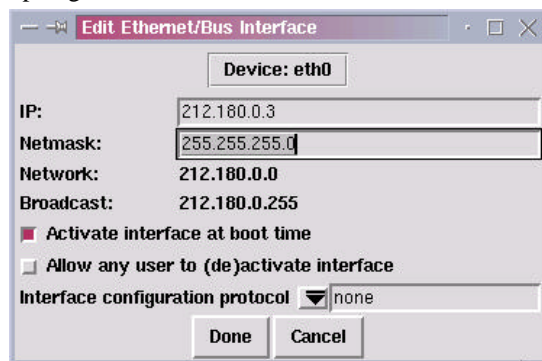 Edit Ethernet/Bus Interface
Device: eth0
IP: 212.180.0.3
Netmask: 255.255.255.0
Network: 212.180.0.0
Broadcast: 212.180.0.255
Activate interface at boot time
Allow any user to (de)activate interface
Interface configuration protocol none
Done Cancel